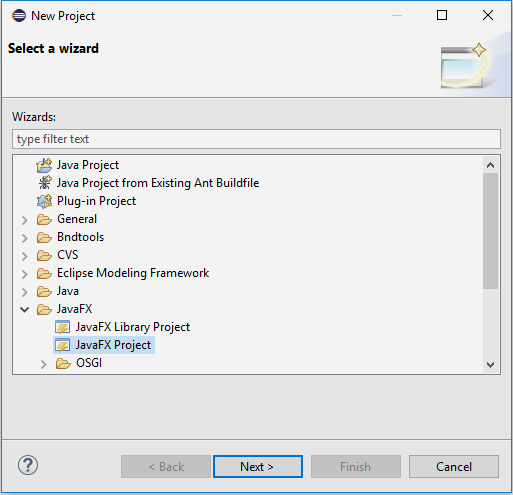 New Project
Select a wizard
Wizards:
type filter text
Java Project
Java Project from Existing Ant Buildfile
Plug-in Project
General
Bndtools
CVS
Eclipse Modeling Framework
Java
JavaFX
JavaFX Library Project
JavaFX Project
OSGI
? < Back Next > Finish Cancel